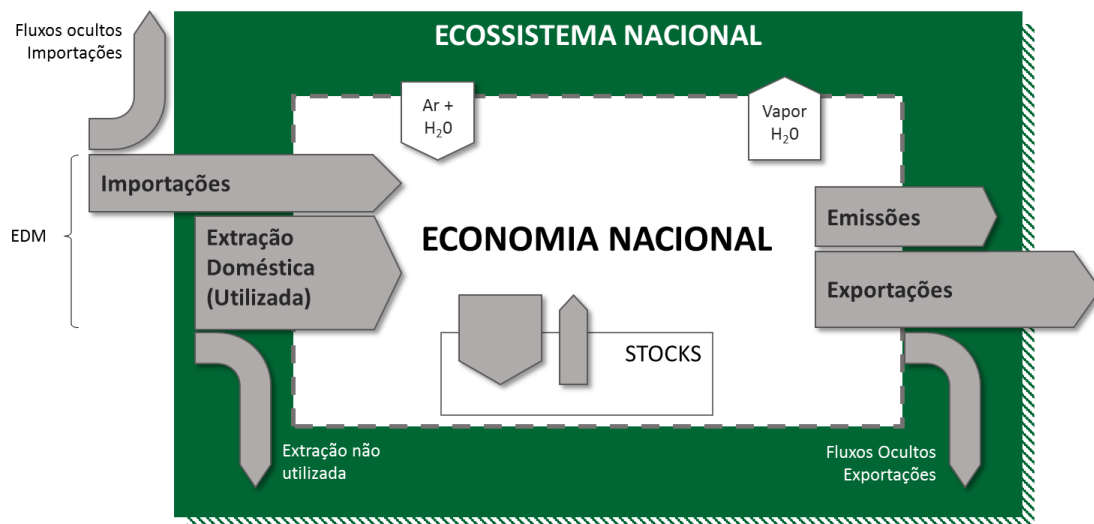 Fluxos ocultos
Importações
ECOSSISTEMA NACIONAL
Ar +
H₂0
Vapor
H₂0
Importações
EDM
Extração
Doméstica
(Utilizada)
ECONOMIA NACIONAL
Emissões
Exportações
STOCKS
Extração não
utilizada
Fluxos Ocultos
Exportações